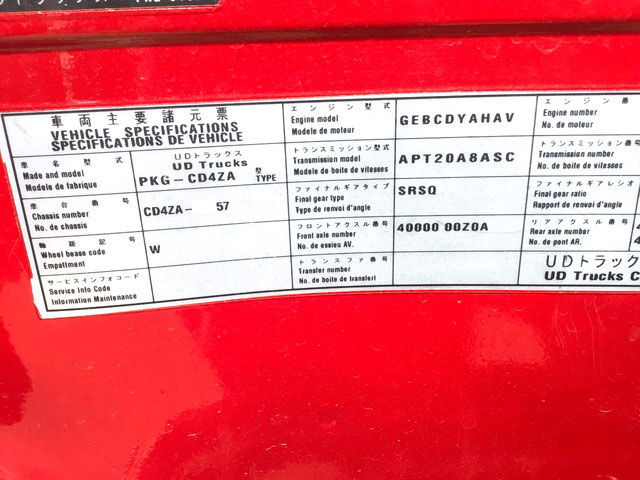 車両主要諸元票
VEHICLE SPECIFICATIONS
SPECIFICATIONS DE VEHICLE
車名型式
Made and model
Modele de fabrique
UDトラックス
UD Trucks
PKG-CD4ZA 型
TYPE
車台番号
Chassis number
No. de chassis
CD4ZA- 57
軸距記号
Wheel bease code
Empattment
W
サービスインフォコード
Service Info Code
Information Maintenance
エンジン型式
Engine model
Modele de moteur
GEBCDYAHAV
トランスミッション型式
Transmission model
Modele de boite de vitesses
APT20A8ASC
ファイナルギアタイプ
Final gear type
Type de renvoi d'angle
SRSQ
フロントアクスル番号
Front axle number
No. de essieu AV.
40000 00Z0A
トランスファ番号
Transfer number
No. de boite de transfert
エンジン番
Engine number
No. de moteur
トランスミッション番号
Transmission number
No. de boite de vitesses
ファイナルギアレシオ
Final gear ratio
Rapport de renvoi d'angle
リアアクスル番号
Rear axle number
No. de pont AR.
UDトラック
UD Trucks C